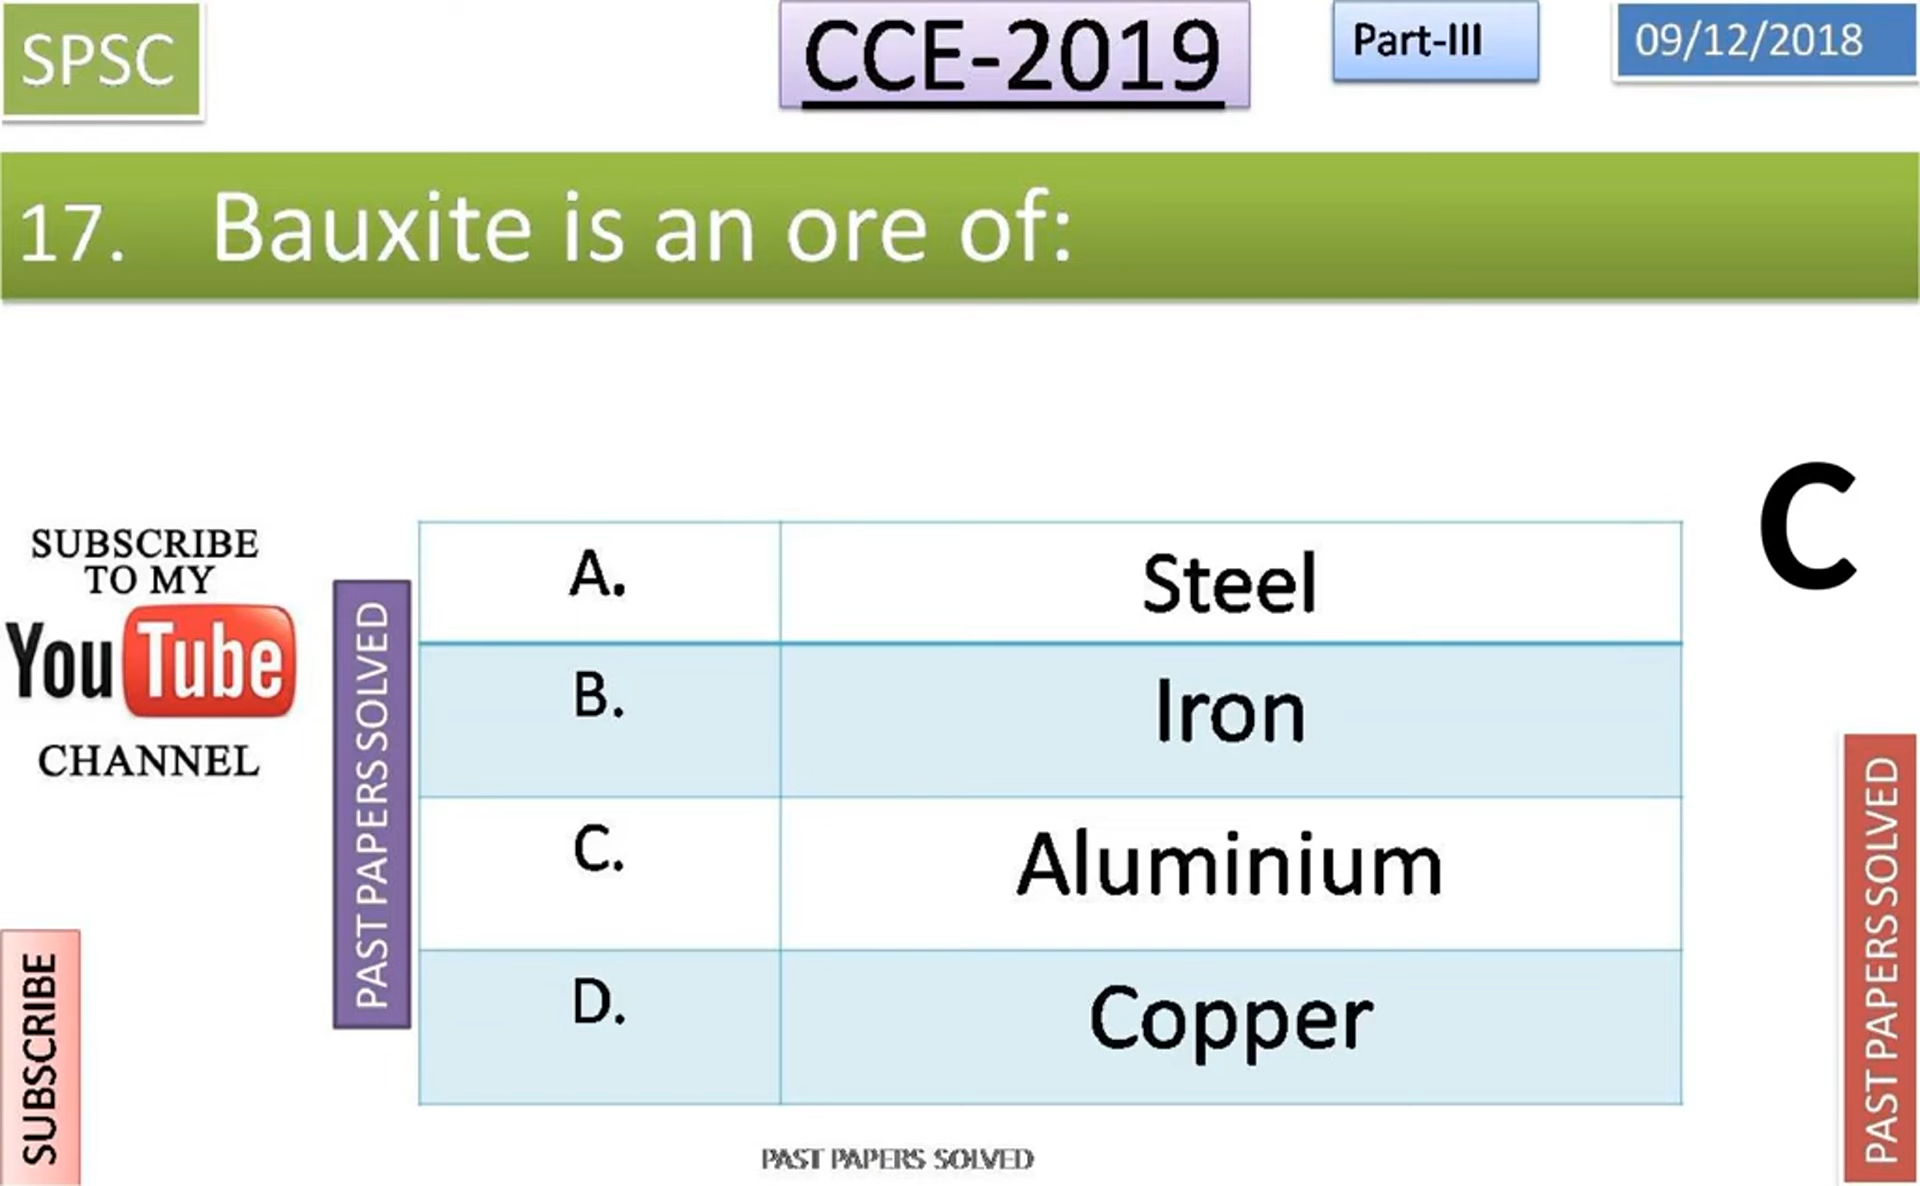 SPSC
CCE-2019
Part-III
09/12/2018
17. Bauxite is an ore of:
C
SUBSCRIBE
TO MY
YouTube
CHANNEL
PAST PAPERS SOLVED
A. Steel
B. Iron
C. Aluminium
D. Copper
PAST PAPERS SOLVED
SUBSCRIBE
PAST PAPERS SOLVED